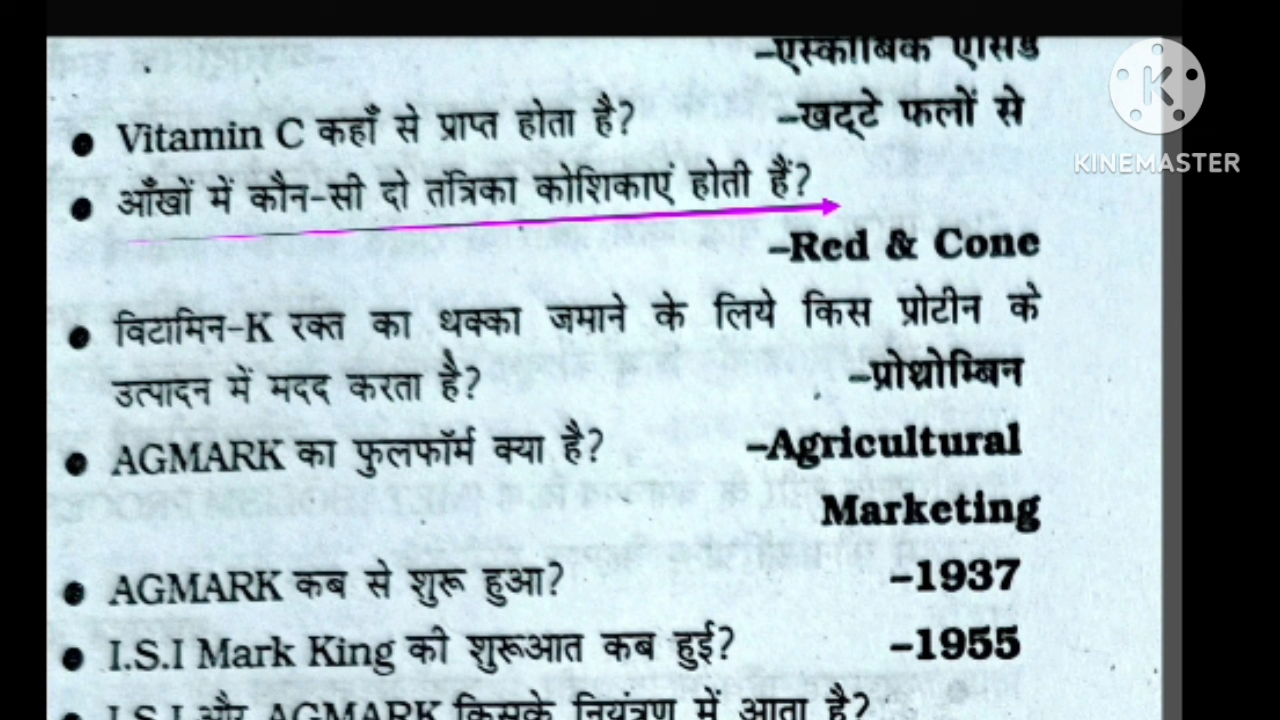 –एस्कॉर्बिक एसिड
● Vitamin C कहाँ से प्राप्त होता है? –खट्टे फलों से
● आँखों में कौन-सी दो तंत्रिका कोशिकाएं होती हैं?
–Red & Cone
● विटामिन-K रक्त का थक्का जमाने के लिये किस प्रोटीन के
उत्पादन में मदद करता है? –प्रोथ्रोम्बिन
● AGMARK का फुलफॉर्म क्या है? –Agricultural
Marketing
● AGMARK कब से शुरू हुआ? –1937
● I.S.I Mark King की शुरूआत कब हुई? –1955
● I.S.I और AGMARK किसके नियंत्रण में आता है?
K
KINEMASTER